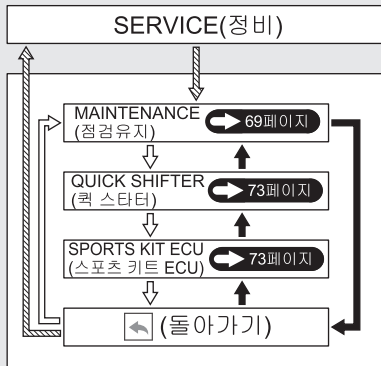 SERVICE(정비)
MAINTENANCE
(점검유지)
69페이지
QUICK SHIFTER
(퀵 스타터)
73페이지
SPORTS KIT ECU
(스포츠 키트 ECU)
73페이지
(돌아가기)